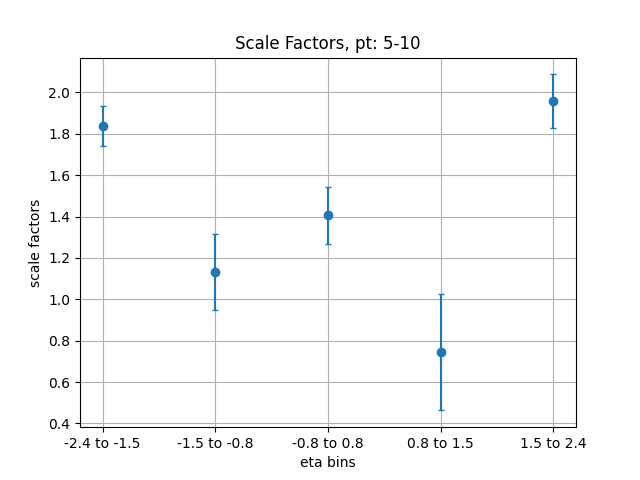 Scale Factors, pt: 5-10
2.0
1.8
1.6
1.4
1.2
1.0
0.8
0.6
0.4
scale factors
-2.4 to -1.5
-1.5 to -0.8
-0.8 to 0.8
0.8 to 1.5
1.5 to 2.4
eta bins